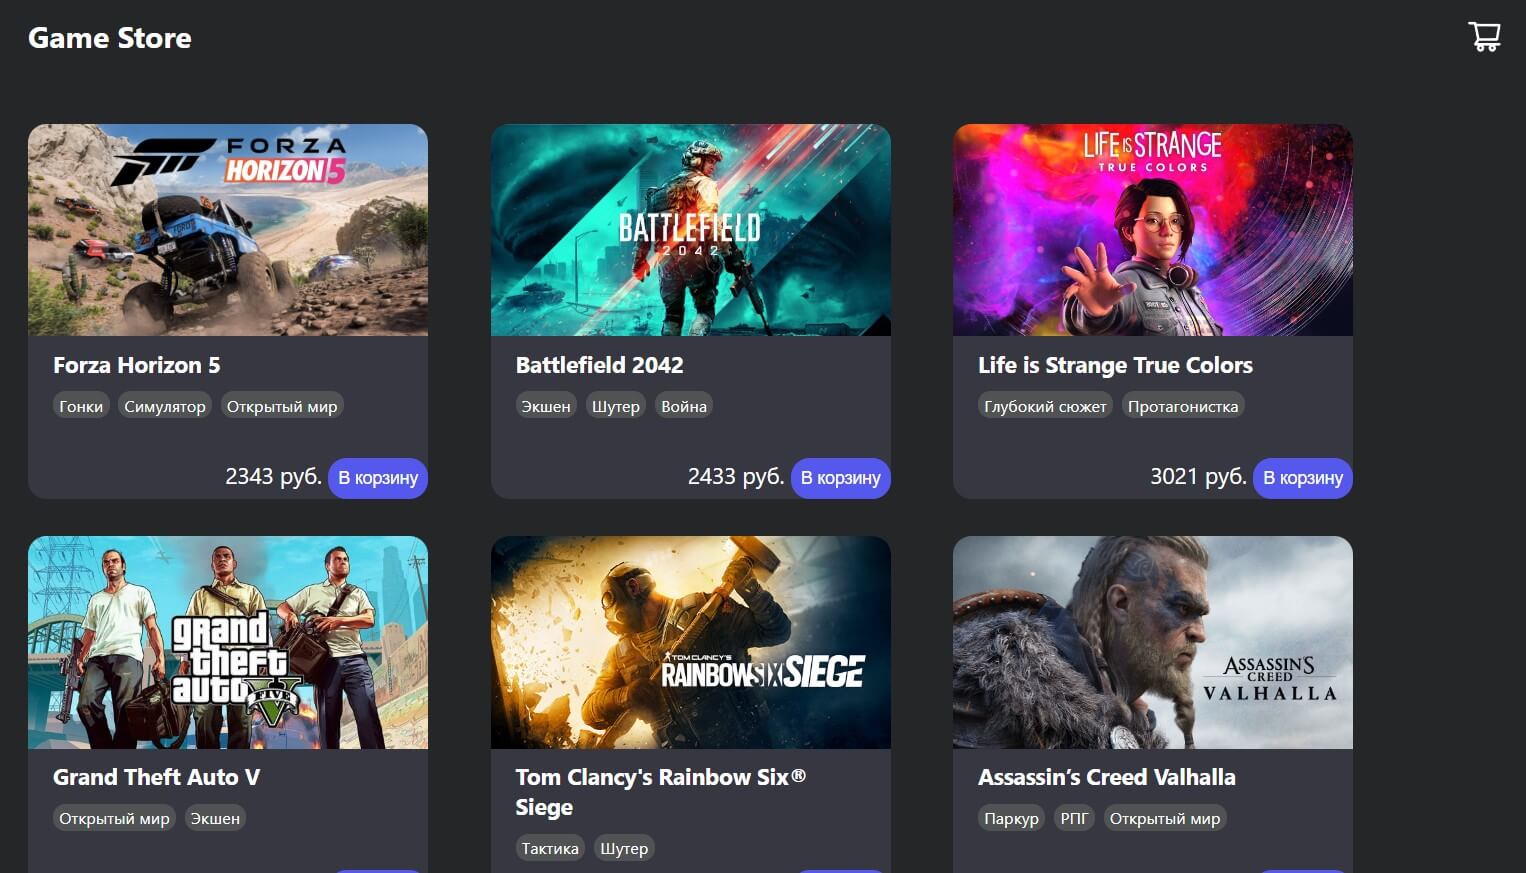 Game Store
FORZA
HORIZON 5
Forza Horizon 5
Гонки Симулятор Открытый мир
2343 руб. В корзину
BATTLEFIELD
2042
Battlefield 2042
Экшен Шутер Война
2433 руб. В корзину
LIFE IS STRANGE
TRUE COLORS
Life is Strange True Colors
Глубокий сюжет Протагонистка
3021 руб. В корзину
grand
theft
auto
FIVE
Grand Theft Auto V
Открытый мир Экшен
TOM CLANCY'S
RAINBOWSIX SIEGE
Tom Clancy's Rainbow Six®
Siege
Тактика Шутер
ASSASSIN'S
CREED
VALHALLA
Assassin’s Creed Valhalla
Паркур РПГ Открытый мир